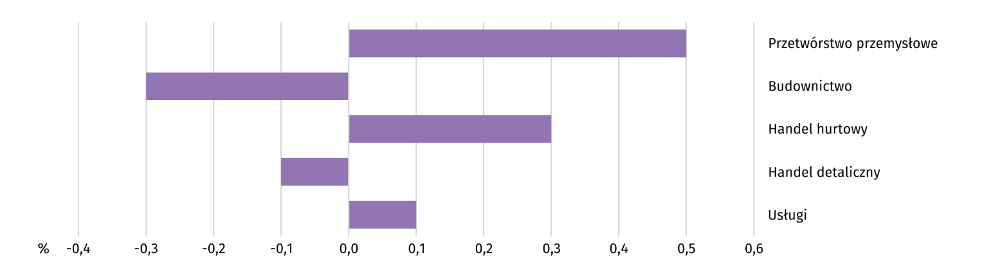 Przetwórstwo przemysłowe
Budownictwo
Handel hurtowy
Handel detaliczny
Usługi
% -0,4 -0,3 -0,2 -0,1 0,0 0,1 0,2 0,3 0,4 0,5 0,6